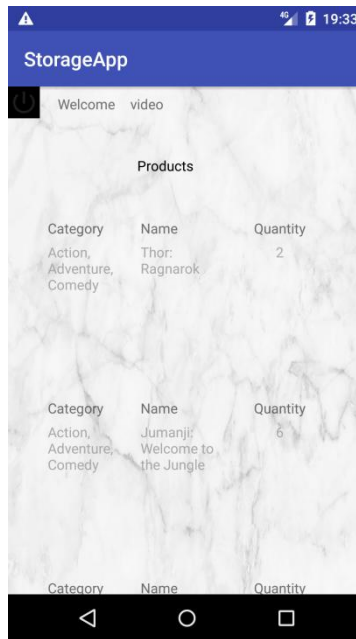 4G 19:33
StorageApp
Welcome video
Products
Category Name Quantity
Action, Thor: 2
Adventure, Ragnarok
Comedy
Category Name Quantity
Action, Jumanji: 6
Adventure, Welcome to
Comedy the Jungle
Category Name Quantity